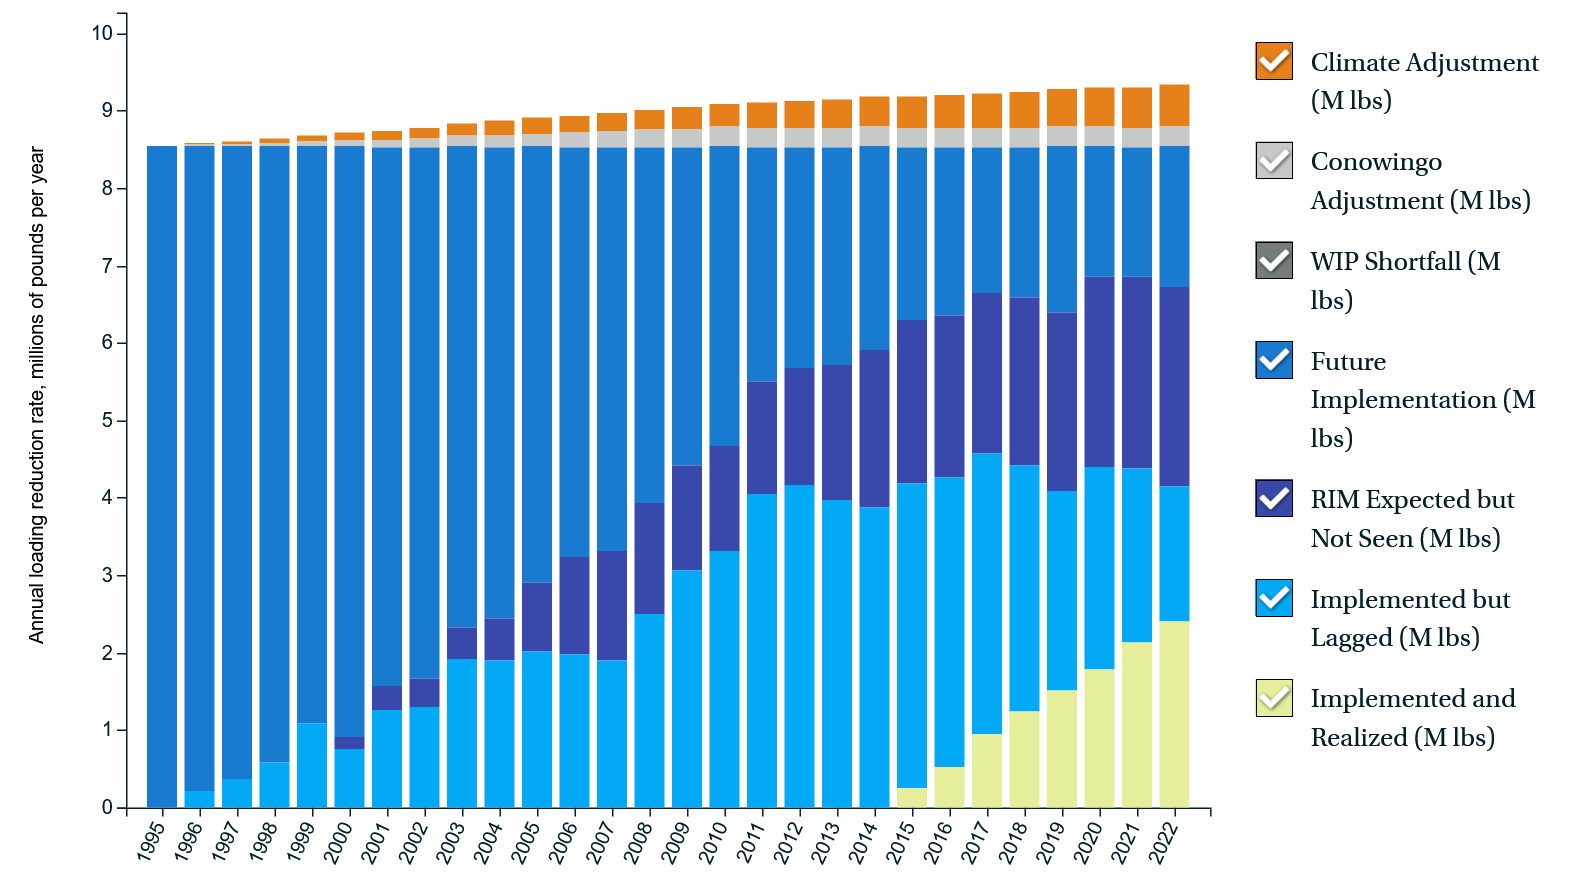 Annual loading reduction rate, millions of pounds per year
10
9
8
7
6
5
4
3
2
1
0
1995
1996
1997
1998
1999
2000
2001
2002
2003
2004
2005
2006
2007
2008
2009
2010
2011
2012
2013
2014
2015
2016
2017
2018
2019
2020
2021
2022
Climate Adjustment
(M lbs)
Conowingo
Adjustment (M lbs)
WIP Shortfall (M
lbs)
Future
Implementation (M
lbs)
RIM Expected but
Not Seen (M lbs)
Implemented but
Lagged (M lbs)
Implemented and
Realized (M lbs)